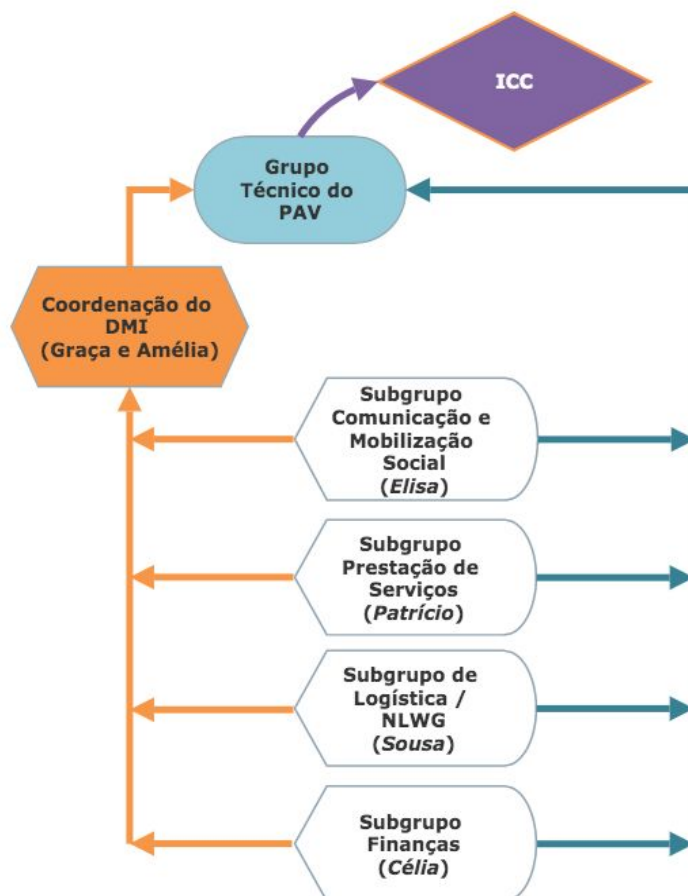 ICC
Grupo
Técnico do
PAV
Coordenação do
DMI
(Graça e Amélia)
Subgrupo
Comunicação e
Mobilização
Social
(Elisa)
Subgrupo
Prestação de
Serviços
(Patrício)
Subgrupo de
Logística /
NLWG
(Sousa)
Subgrupo
Finanças
(Célia)